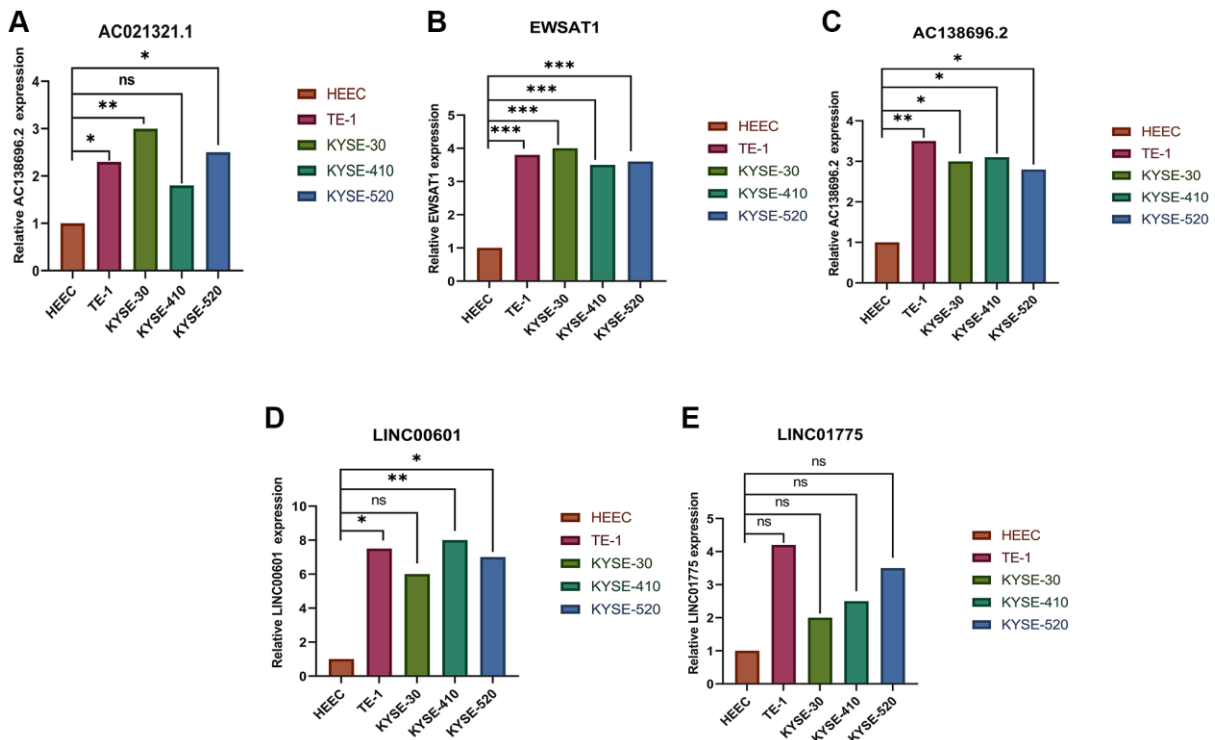 A
AC021321.1
Relative AC138696.2 expression
4
3
2
1
0
*
ns
**
*
HEEC
TE-1
KYSE-30
KYSE-410
KYSE-520
HEEC
TE-1
KYSE-30
KYSE-410
KYSE-520
B
EWSAT1
Relative EWSAT1 expression
5
4
3
2
1
0
***
***
***
***
HEEC
TE-1
KYSE-30
KYSE-410
KYSE-520
HEEC
TE-1
KYSE-30
KYSE-410
KYSE-520
C
AC138696.2
Relative AC138696.2 expression
4
3
2
1
0
*
*
*
**
HEEC
TE-1
KYSE-30
KYSE-410
KYSE-520
HEEC
TE-1
KYSE-30
KYSE-410
KYSE-520
D
LINC00601
Relative LINC00601 expression
10
8
6
4
2
0
*
**
ns
*
HEEC
TE-1
KYSE-30
KYSE-410
KYSE-520
HEEC
TE-1
KYSE-30
KYSE-410
KYSE-520
E
LINC01775
Relative LINC01775 expression
5
4
3
2
1
0
ns
ns
ns
ns
HEEC
TE-1
KYSE-30
KYSE-410
KYSE-520
HEEC
TE-1
KYSE-30
KYSE-410
KYSE-520